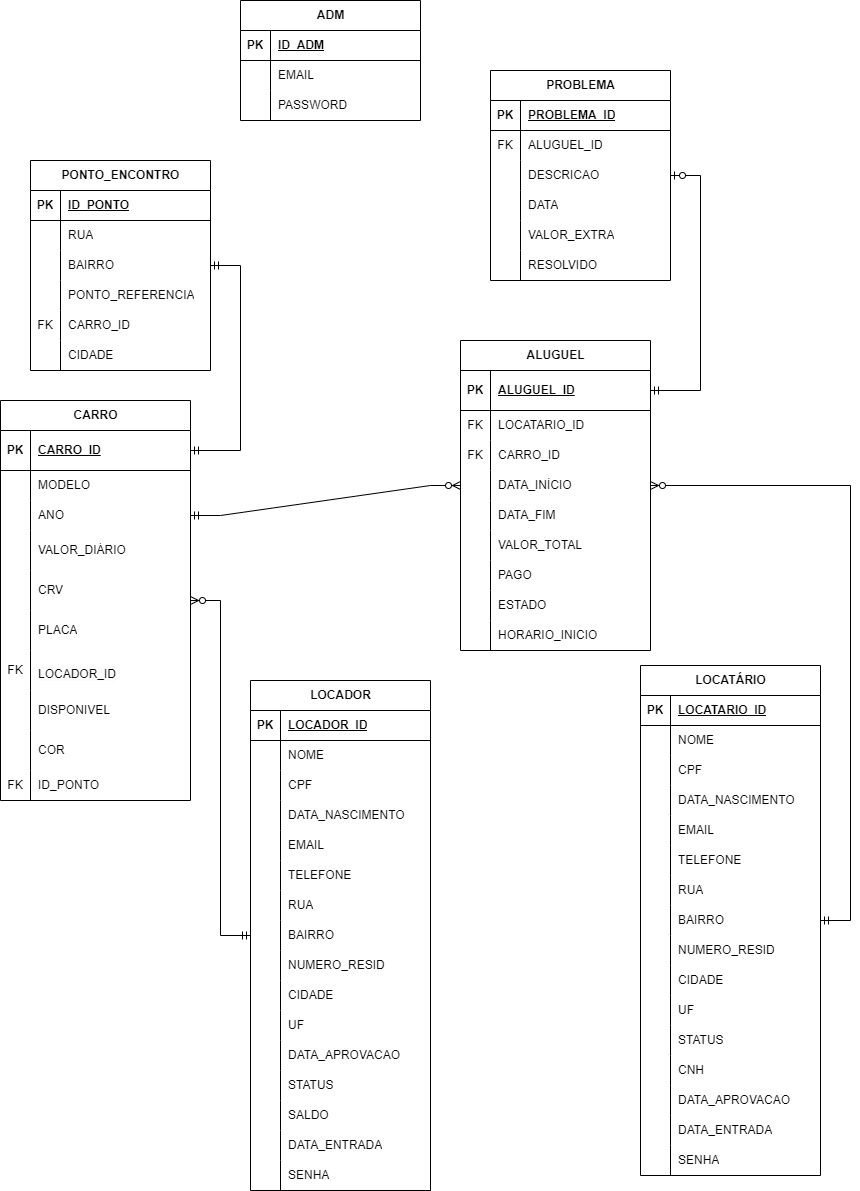 ADM
PK ID_ADM
EMAIL
PASSWORD
PROBLEMA
PK PROBLEMA_ID
FK ALUGUEL_ID
DESCRICAO
DATA
VALOR_EXTRA
RESOLVIDO
PONTO_ENCONTRO
PK ID_PONTO
RUA
BAIRRO
PONTO_REFERENCIA
FK CARRO_ID
CIDADE
ALUGUEL
PK ALUGUEL_ID
FK LOCATARIO_ID
FK CARRO_ID
DATA_INÍCIO
DATA_FIM
VALOR_TOTAL
PAGO
ESTADO
HORARIO_INICIO
CARRO
PK CARRO_ID
MODELO
ANO
VALOR_DIÁRIO
CRV
PLACA
FK LOCADOR_ID
DISPONIVEL
COR
FK ID_PONTO
LOCADOR
PK LOCADOR_ID
NOME
CPF
DATA_NASCIMENTO
EMAIL
TELEFONE
RUA
BAIRRO
NUMERO_RESID
CIDADE
UF
DATA_APROVACAO
STATUS
SALDO
DATA_ENTRADA
SENHA
LOCATÁRIO
PK LOCATARIO_ID
NOME
CPF
DATA_NASCIMENTO
EMAIL
TELEFONE
RUA
BAIRRO
NUMERO_RESID
CIDADE
UF
STATUS
CNH
DATA_APROVACAO
DATA_ENTRADA
SENHA